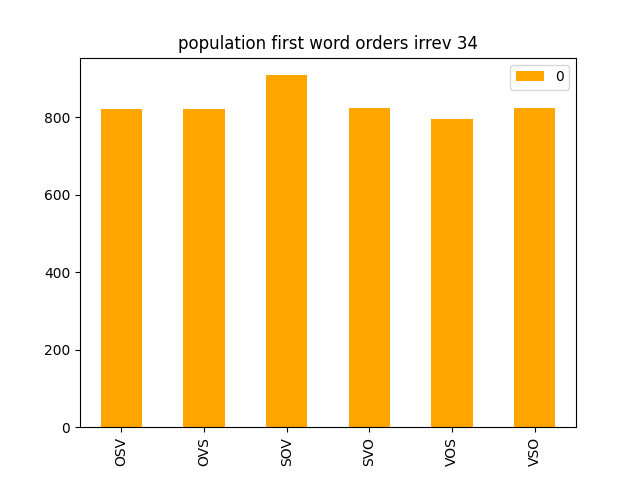 population first word orders irrev 34
0
800
600
400
200
0
OSV
OVS
SOV
SVO
VOS
VSO